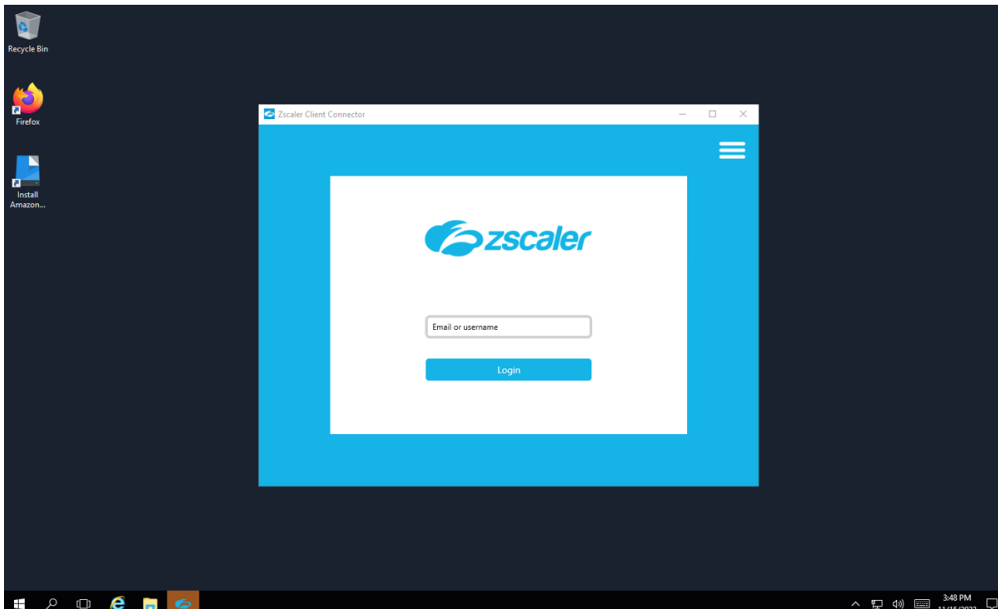 Recycle Bin
Firefox
Install
Amazon...
Zscaler Client Connector
zscaler
Email or username
Login
3:48 PM